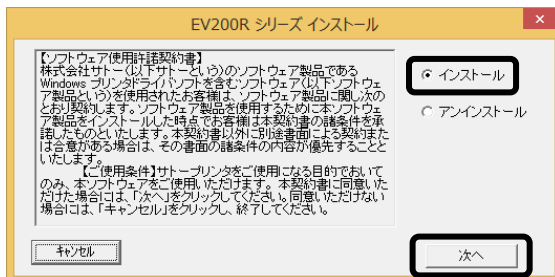 EV200R シリーズ インストール
×
【ソフトウェア使用許諾契約書】
株式会社サトー(以下サトーという)のソフトウェア製品である
Windows プリンタドライバソフトを含むソフトウェア(以下ソフトウェ
ア製品という)を使用されたお客様は、ソフトウェア製品に関し次の
とおり契約します。ソフトウェア製品を使用するために本ソフトウェ
ア製品をインストールした時点でお客様は本契約書の諸条件を承
諾したものといたします。本契約書以外に別途書面による契約また
は合意がある場合は、その書面の諸条件の内容が優先することと
いたします。
【ご使用条件】サトープリンタをご使用になる目的でおいて
のみ、本ソフトウェアをご使用いただけます。本契約書に同意いた
だけた場合には、「次へ」をクリックしてください。同意いただけない
場合には、「キャンセル」をクリックし、終了してください。
インストール
アンインストール
キャンセル
次へ